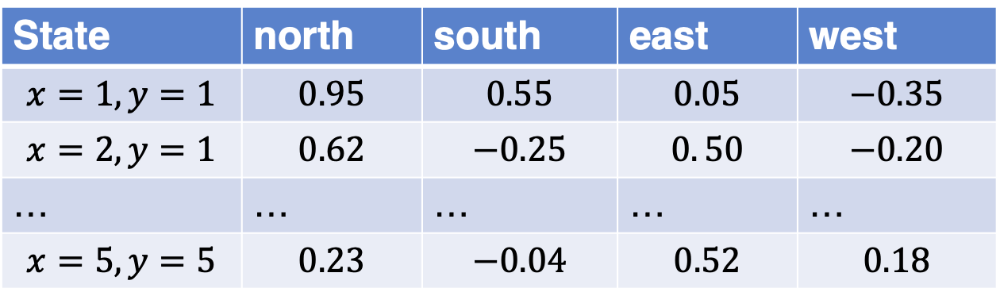 State north south east west
x = 1, y = 1 0.95 0.55 0.05 −0.35
x = 2, y = 1 0.62 −0.25 0.50 −0.20
... ... ... ... ...
x = 5, y = 5 0.23 −0.04 0.52 0.18